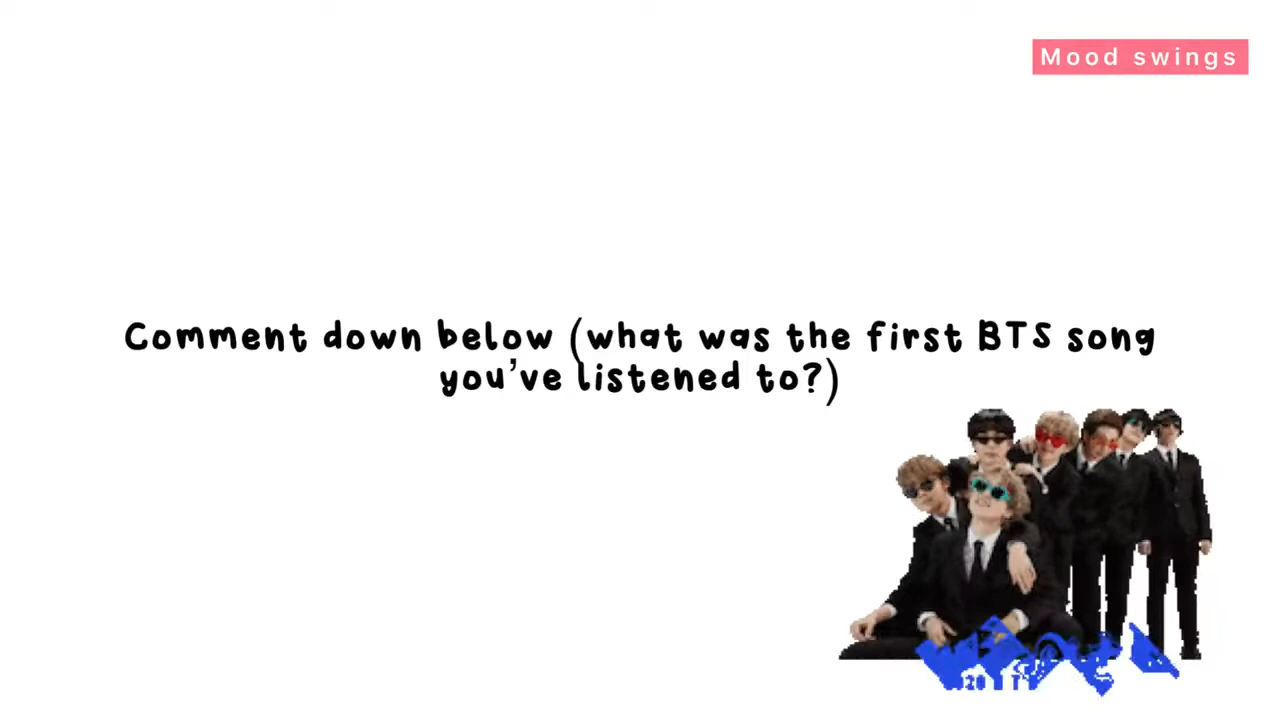 Mood swings
Comment down below (what was the first BTS song
you've listened to?)